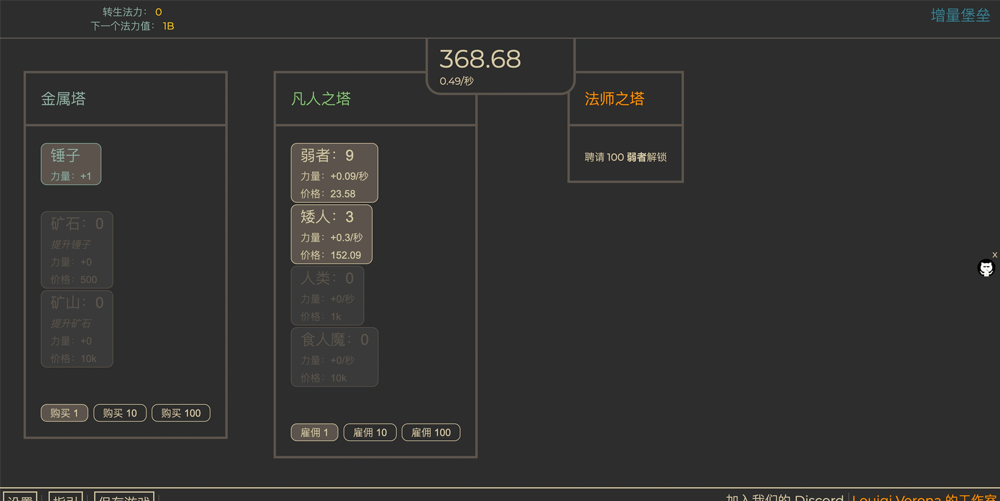 转生法力： 0
下一个法力值： 1B
增量堡垒
368.68
0.49/秒
金属塔
锤子
力量：+1
矿石：0
提升锤子
力量：+0
价格：500
矿山：0
提升矿石
力量：+0
价格：10k
购买 1
购买 10
购买 100
凡人之塔
弱者：9
力量：+0.09/秒
价格：23.58
矮人：3
力量：+0.3/秒
价格：152.09
人类：0
力量：+0/秒
价格：1k
食人魔：0
力量：+0/秒
价格：10k
雇佣 1
雇佣 10
雇佣 100
法师之塔
聘请 100 弱者解锁
x
设置
指引
保存游戏
加入我们的 Discord
Louigi Verona 的工作室